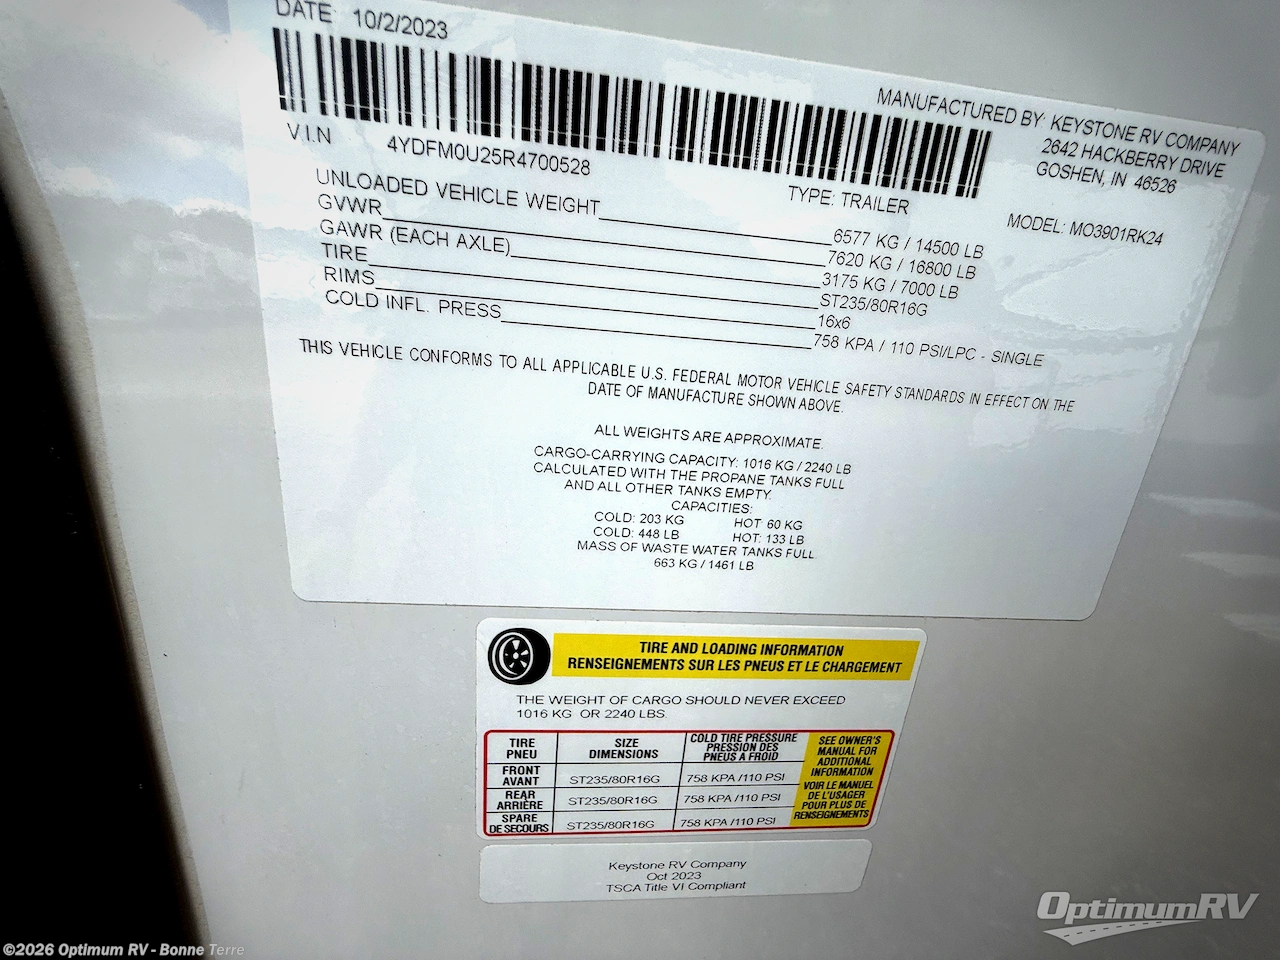 DATE 10/2/2023
MANUFACTURED BY: KEYSTONE RV COMPANY
2642 HACKBERRY DRIVE
GOSHEN, IN 46526
V.I.N 4YDFM0U25R4700528
TYPE: TRAILER
MODEL: MO3901RK24
UNLOADED VEHICLE WEIGHT 6577 KG / 14500 LB
GVWR 7620 KG / 16800 LB
GAWR (EACH AXLE) 3175 KG / 7000 LB
TIRE ST235/80R16G
RIMS 16x6
COLD INFL. PRESS 758 KPA / 110 PSI/LPC - SINGLE
THIS VEHICLE CONFORMS TO ALL APPLICABLE U.S. FEDERAL MOTOR VEHICLE SAFETY STANDARDS IN EFFECT ON THE
DATE OF MANUFACTURE SHOWN ABOVE.
ALL WEIGHTS ARE APPROXIMATE.
CARGO-CARRYING CAPACITY: 1016 KG / 2240 LB
CALCULATED WITH THE PROPANE TANKS FULL
AND ALL OTHER TANKS EMPTY.
CAPACITIES:
COLD: 203 KG HOT 60 KG
COLD: 448 LB HOT: 133 LB
MASS OF WASTE WATER TANKS FULL
663 KG / 1461 LB
TIRE AND LOADING INFORMATION
RENSEIGNEMENTS SUR LES PNEUS ET LE CHARGEMENT
THE WEIGHT OF CARGO SHOULD NEVER EXCEED
1016 KG OR 2240 LBS.
TIRE
PNEU
SIZE
DIMENSIONS
COLD TIRE PRESSURE
PRESSION DES
PNEUS A FROID
FRONT
AVANT
ST235/80R16G
758 KPA /110 PSI
REAR
ARRIÈRE
ST235/80R16G
758 KPA /110 PSI
SPARE
DE SECOURS
ST235/80R16G
758 KPA /110 PSI
SEE OWNER'S
MANUAL FOR
ADDITIONAL
INFORMATION
VOIR LE MANUEL
DE L'USAGER
POUR PLUS DE
RENSEIGNEMENTS
Keystone RV Company
Oct 2023
TSCA Title VI Compliant
OptimumRV
©2026 Optimum RV - Bonne Terre